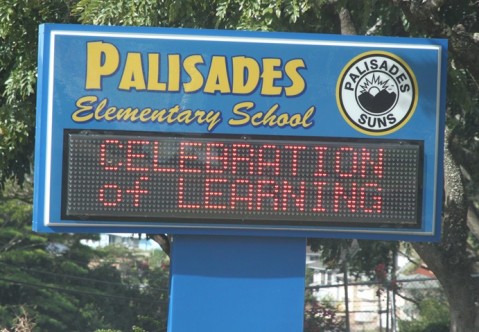 PALISADES
Elementary School
PALISADES
SUNS
CELEBRATION
of LEARNING